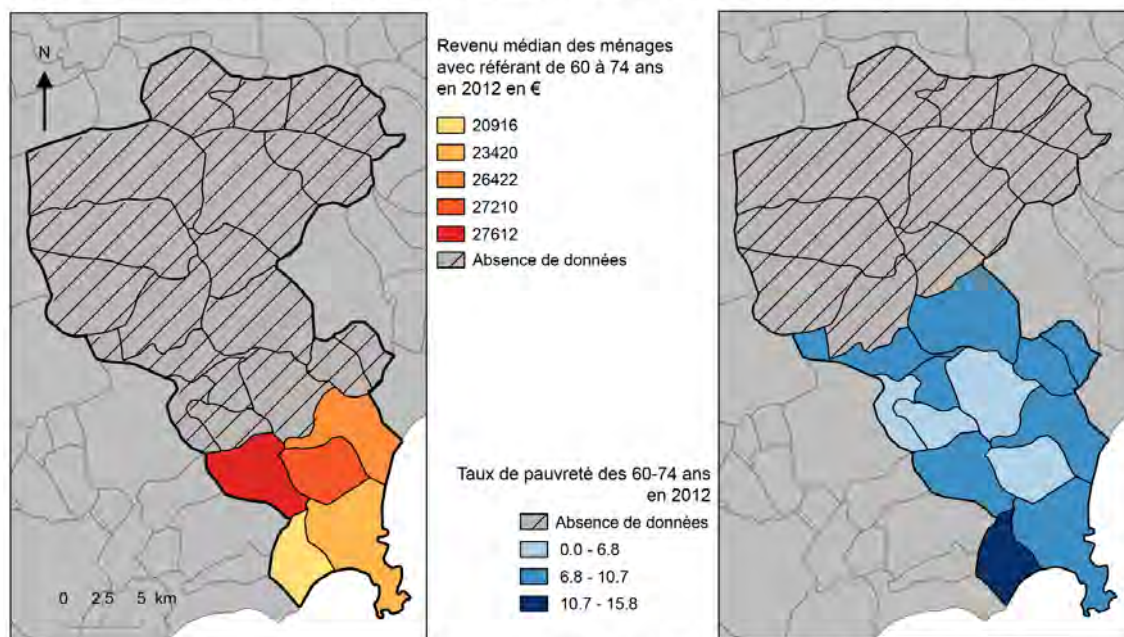 N
Revenu médian des ménages
avec référant de 60 à 74 ans
en 2012 en €
20916
23420
26422
27210
27612
Absence de données
Taux de pauvreté des 60-74 ans
en 2012
Absence de données
0.0 - 6.8
6.8 - 10.7
10.7 - 15.8
0 2.5 5 km